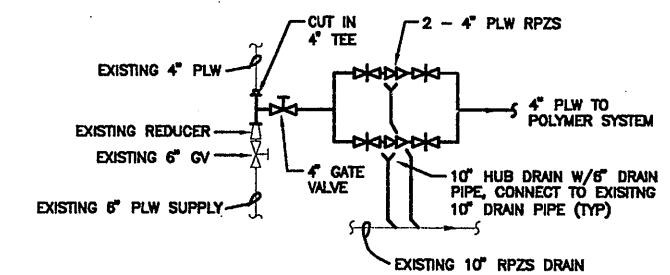 CUT IN
4" TEE
2 - 4" PLW RPZS
EXISTING 4" PLW
4" PLW TO
POLYMER SYSTEM
EXISTING REDUCER
EXISTING 6" GV
4" GATE
VALVE
10" HUB DRAIN W/6" DRAIN
PIPE, CONNECT TO EXISITNG
10" DRAIN PIPE (TYP)
EXISTING 6" PLW SUPPLY
EXISTING 10" RPZS DRAIN